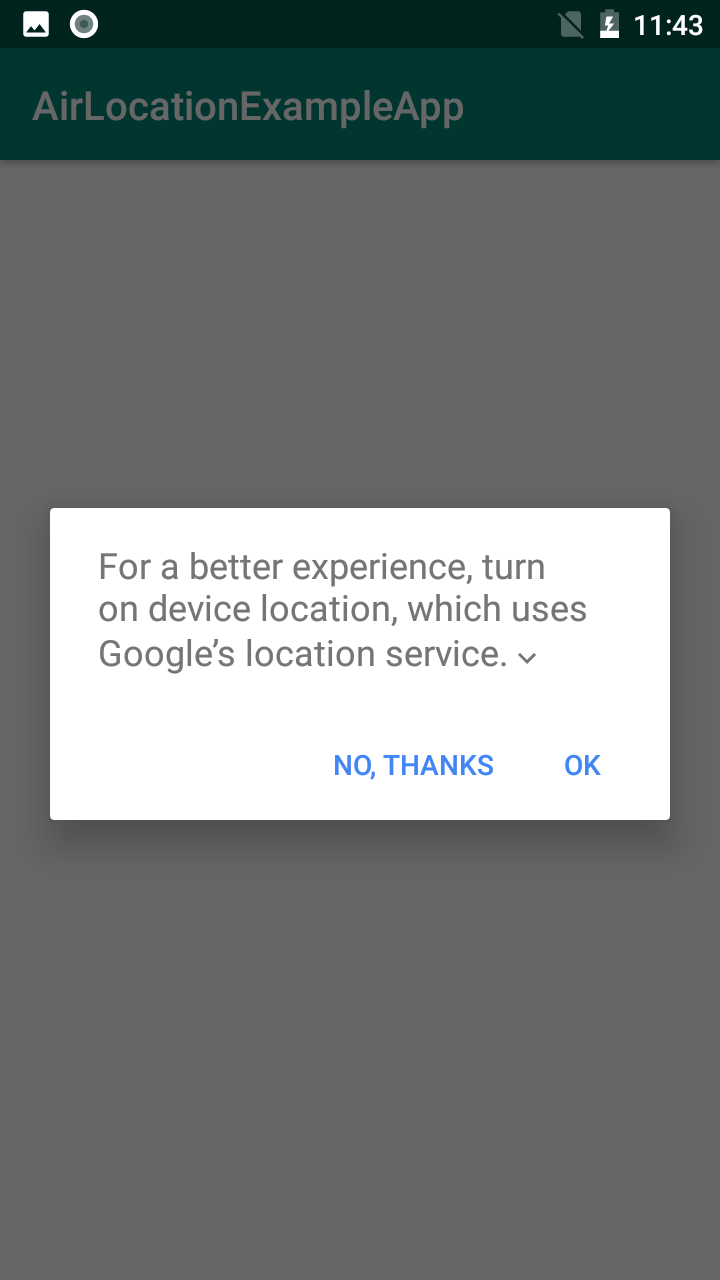 11:43
AirLocationExampleApp
For a better experience, turn
on device location, which uses
Google’s location service.
NO, THANKS OK